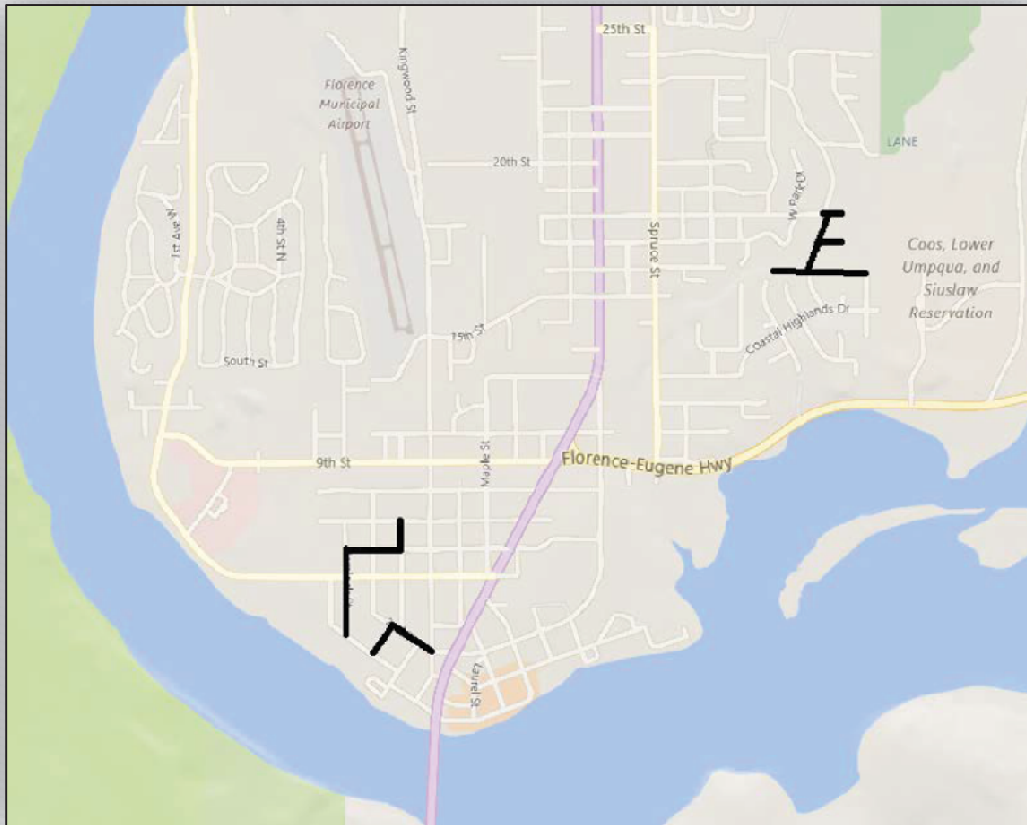 25th St
Kingwood St
Florence
Municipal
Airport
LANE
20th St
1st Ave
4th St N
Spruce St
Coos, Lower
Umpqua, and
Siuslaw
Reservation
15th St
Coastal Highlands Dr
South St
Maple St
9th St
Florence-Eugene Hwy
Laurel St